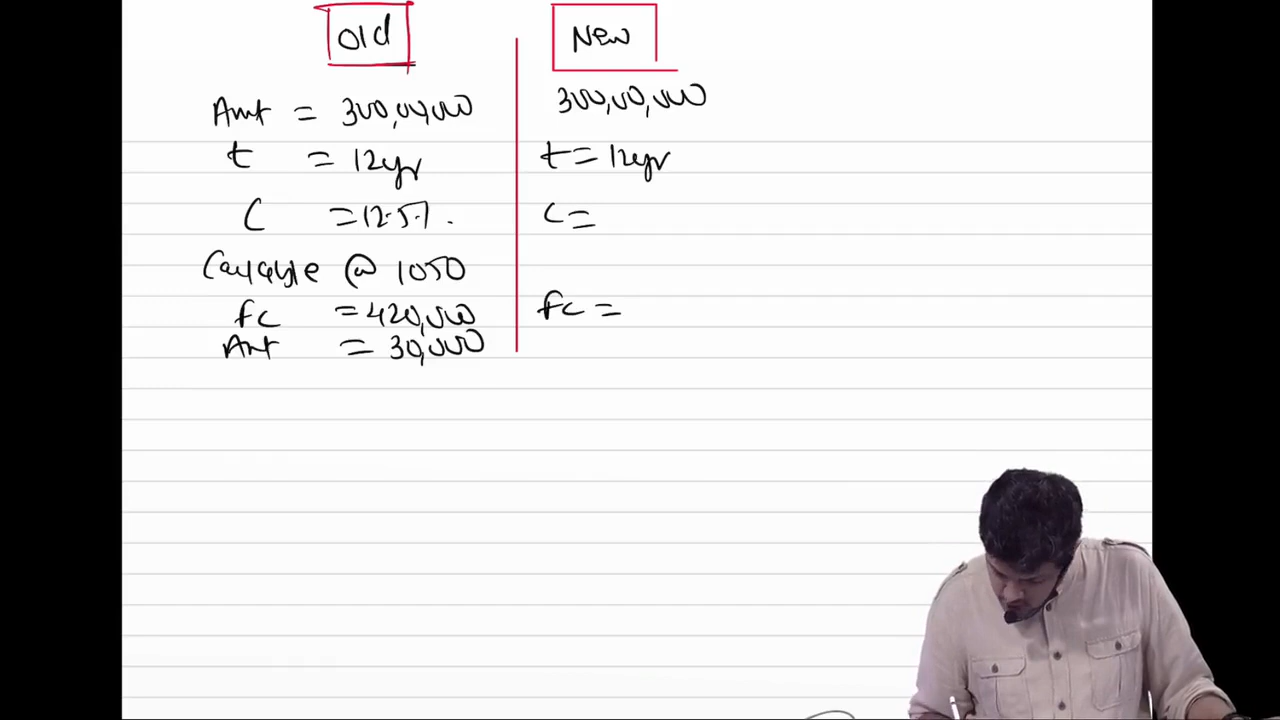 Old
Amt = 300,00,000
t = 12yr
C = 12.5%.
Callable @ 1050
fc = 420,000
Amt = 30,000
New
300,00,000
t = 12yr
C =
fc =